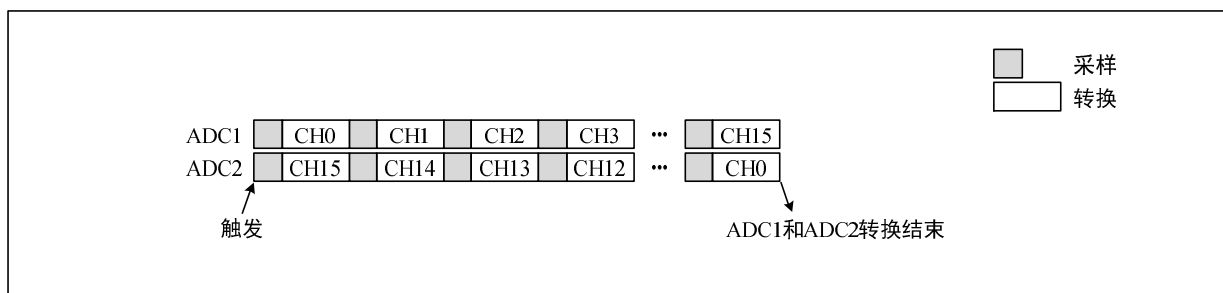 采样
转换
ADC1 CH0 CH1 CH2 CH3 ··· CH15
ADC2 CH15 CH14 CH13 CH12 ··· CH0
触发
ADC1和ADC2转换结束